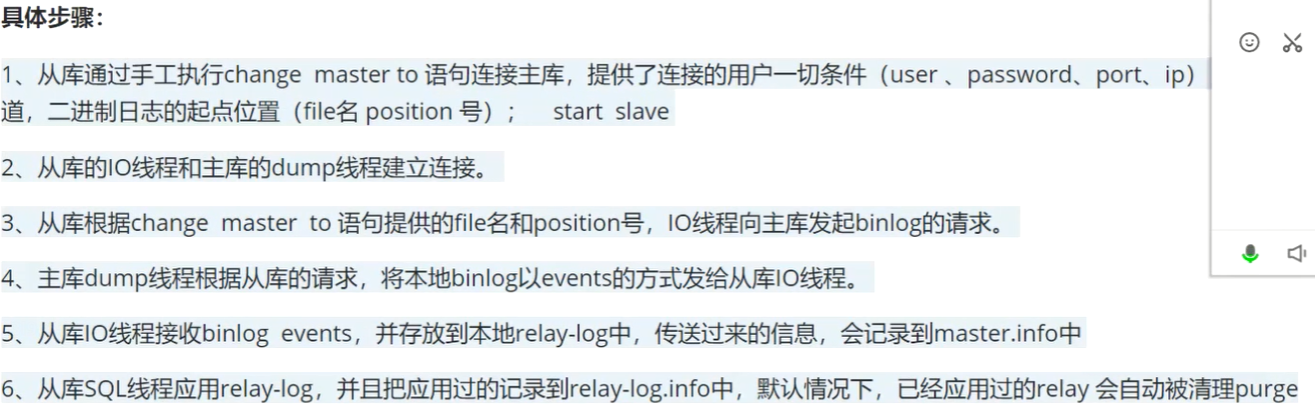 具体步骤：
1、从库通过手工执行change master to 语句连接主库，提供了连接的用户一切条件（user 、password、port、ip）
道，二进制日志的起点位置（file名 position 号）； start slave
2、从库的IO线程和主库的dump线程建立连接。
3、从库根据change master to 语句提供的file名和position号，IO线程向主库发起binlog的请求。
4、主库dump线程根据从库的请求，将本地binlog以events的方式发给从库IO线程。
5、从库IO线程接收binlog events，并存放到本地relay-log中，传送过来的信息，会记录到master.info中
6、从库SQL线程应用relay-log，并且把应用过的记录到relay-log.info中，默认情况下，已经应用过的relay 会自动被清理purge